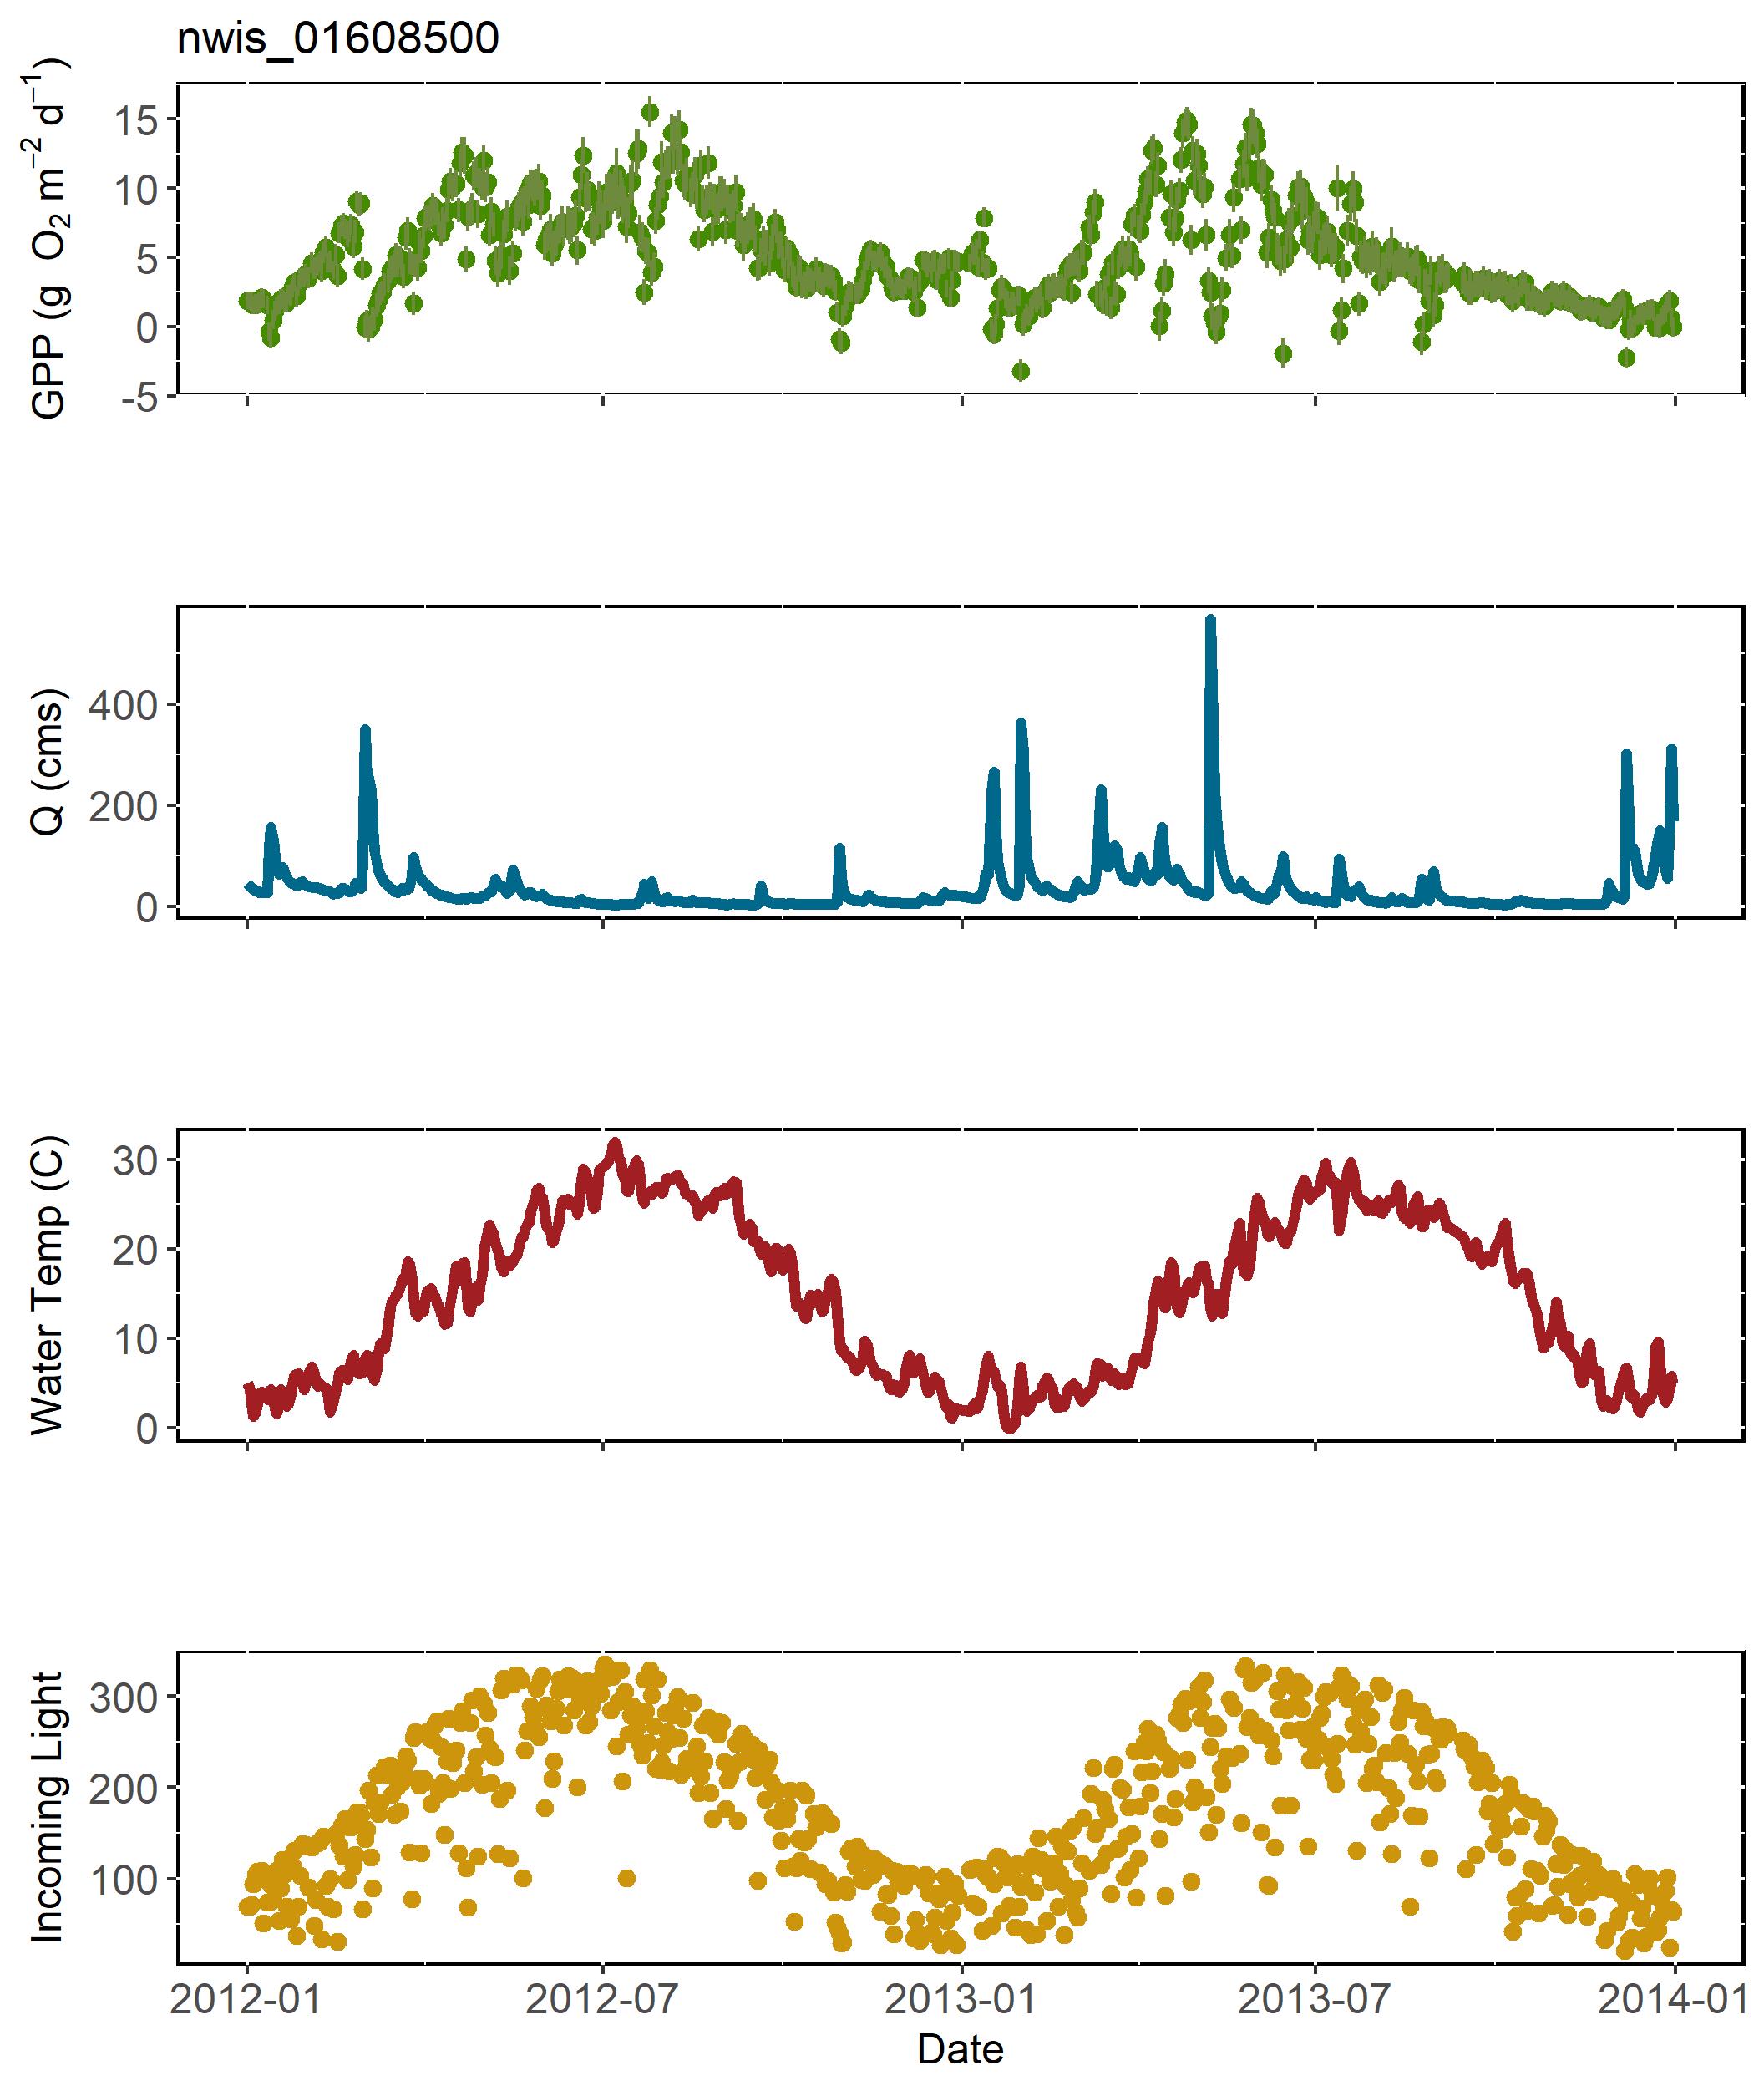 nwis_01608500
GPP (g O₂ m⁻² d⁻¹)
15
10
5
0
-5
Q (cms)
400
200
0
Water Temp (C)
30
20
10
0
Incoming Light
300
200
100
2012-01 2012-07 2013-01 2013-07 2014-01
Date